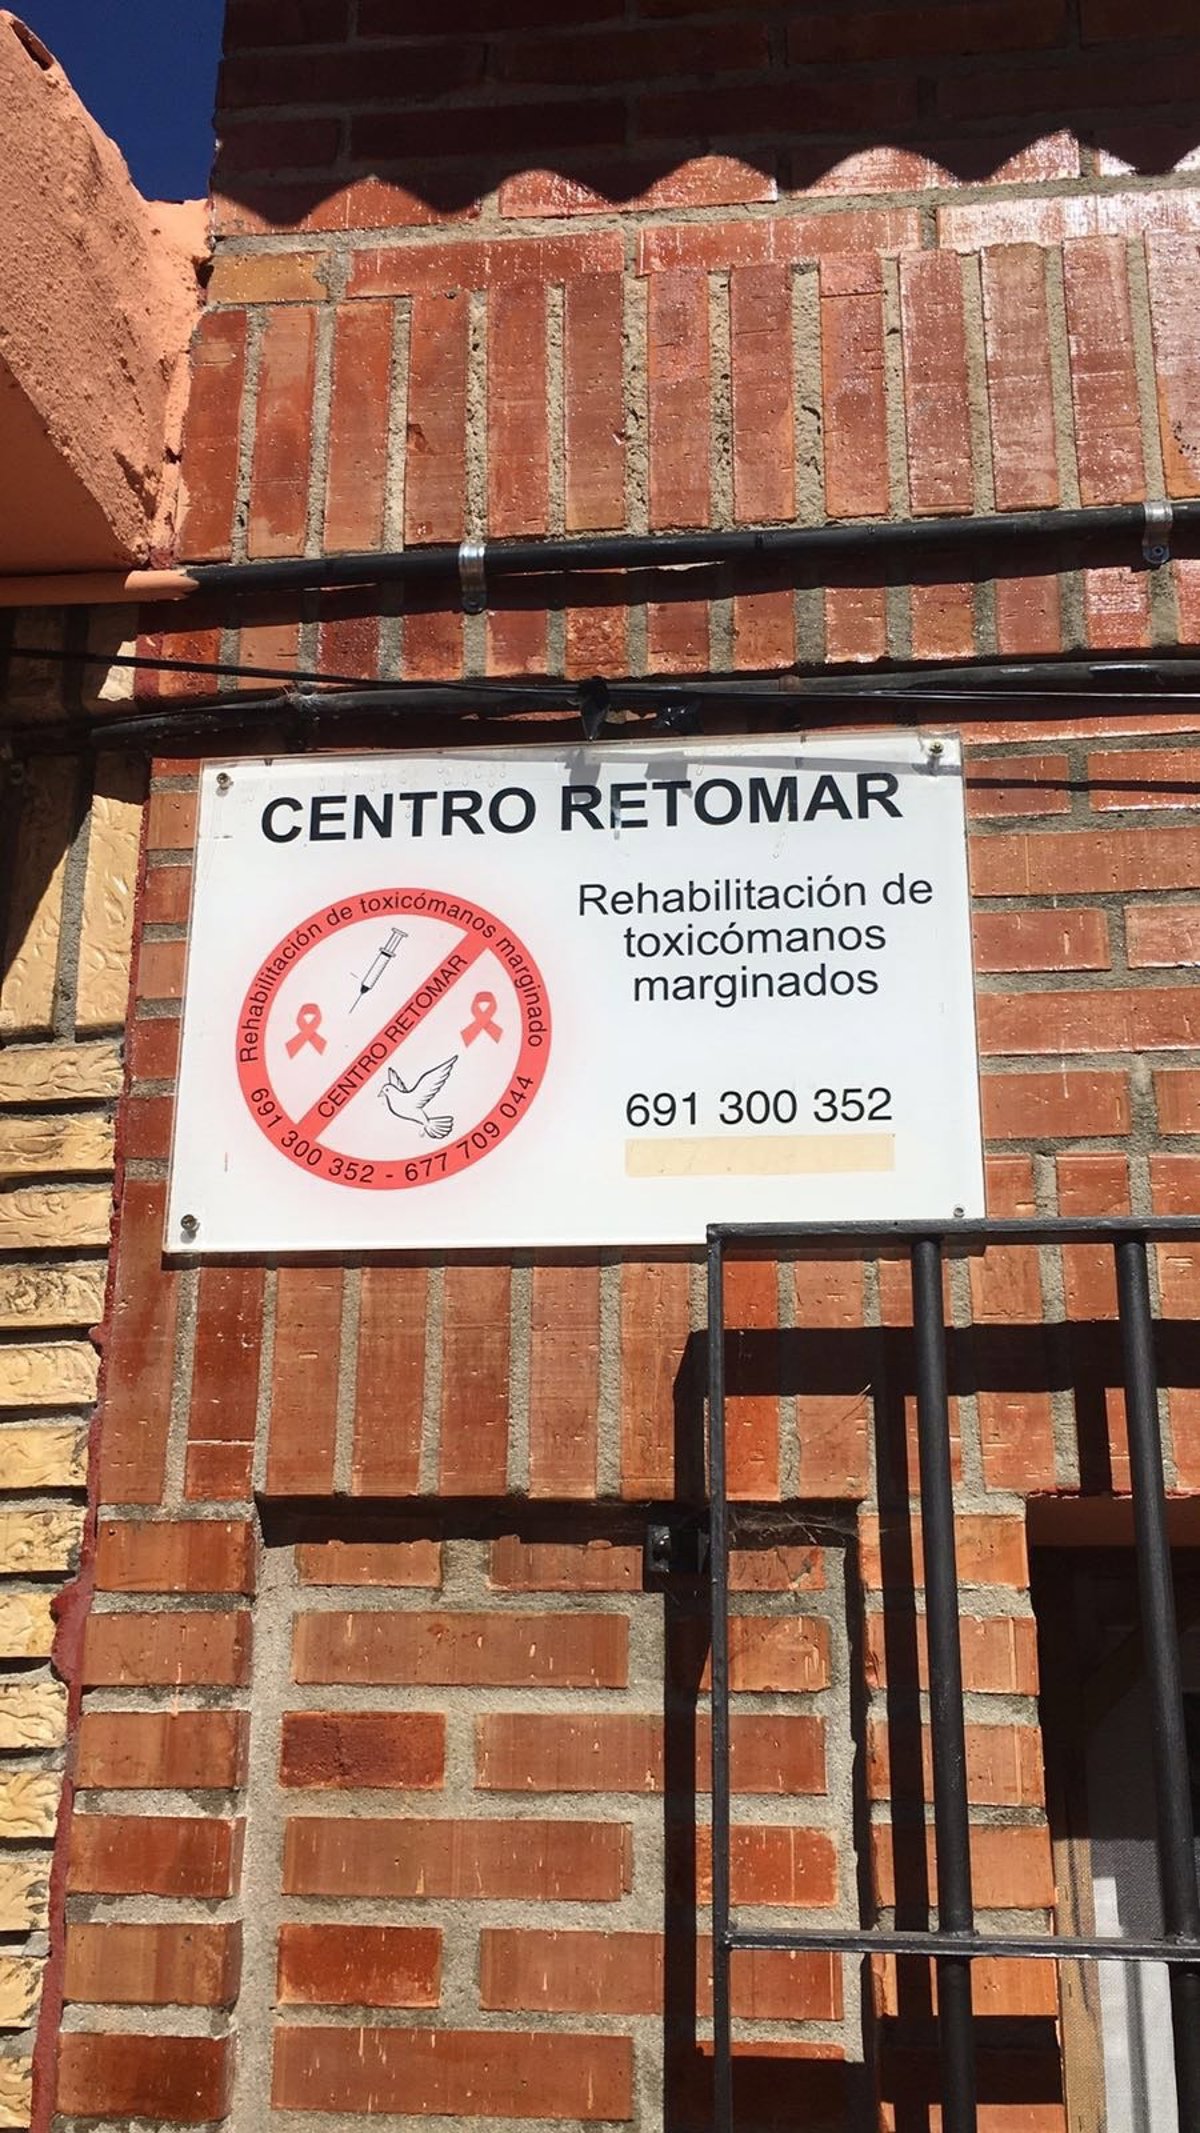 CENTRO RETOMAR
Rehabilitación de toxicómanos marginado
CENTRO RETOMAR
691 300 352 - 677 709 044
Rehabilitación de
toxicómanos
marginados
691 300 352